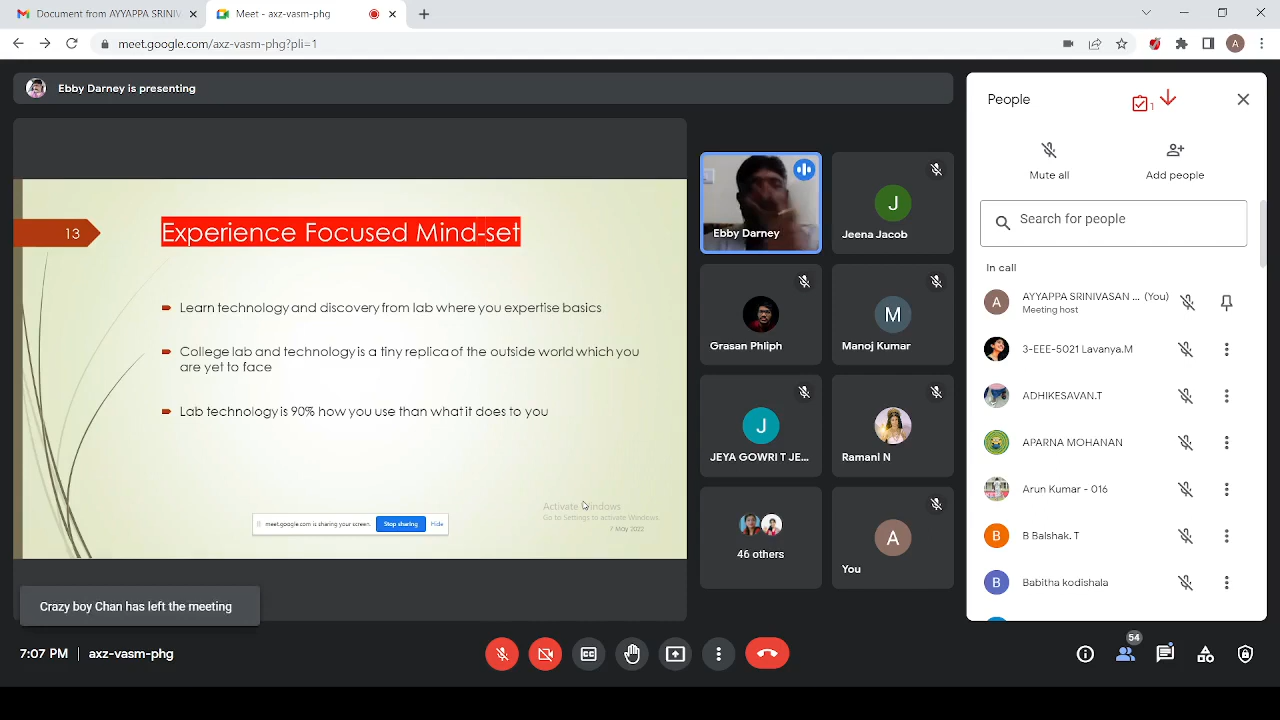 Document from AYYAPPA SRINIV
Meet - axz-vasm-phg
meet.google.com/axz-vasm-phg?pli=1
A
Ebby Darney is presenting
13
Experience Focused Mind-set
Learn technology and discovery from lab where you expertise basics
College lab and technology is a tiny replica of the outside world which you
are yet to face
Lab technology is 90% how you use than what it does to you
Activate Windows
Go to Settings to activate Windows.
meet.google.com is sharing your screen.
Stop sharing
Hide
May 2022
Crazy boy Chan has left the meeting
Ebby Darney
J
Jeena Jacob
Grasan Phliph
M
Manoj Kumar
J
JEYA GOWRI T JE...
Ramani N
46 others
A
You
People
1
Mute all
Add people
Search for people
In call
A
AYYAPPA SRINIVASAN ... (You)
Meeting host
3-EEE-5021 Lavanya.M
ADHIKESAVAN.T
APARNA MOHANAN
Arun Kumar - 016
B
B Balshak. T
B
Babitha kodishala
7:07 PM
axz-vasm-phg
54